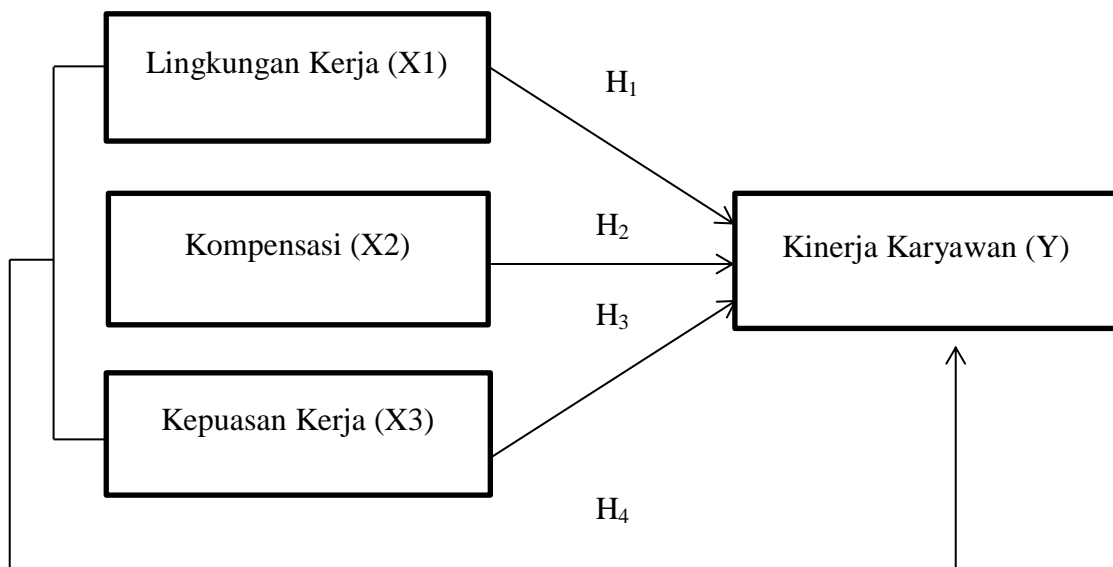 Lingkungan Kerja (X1)
H₁
Kompensasi (X2)
H₂
Kinerja Karyawan (Y)
H₃
Kepuasan Kerja (X3)
H₄